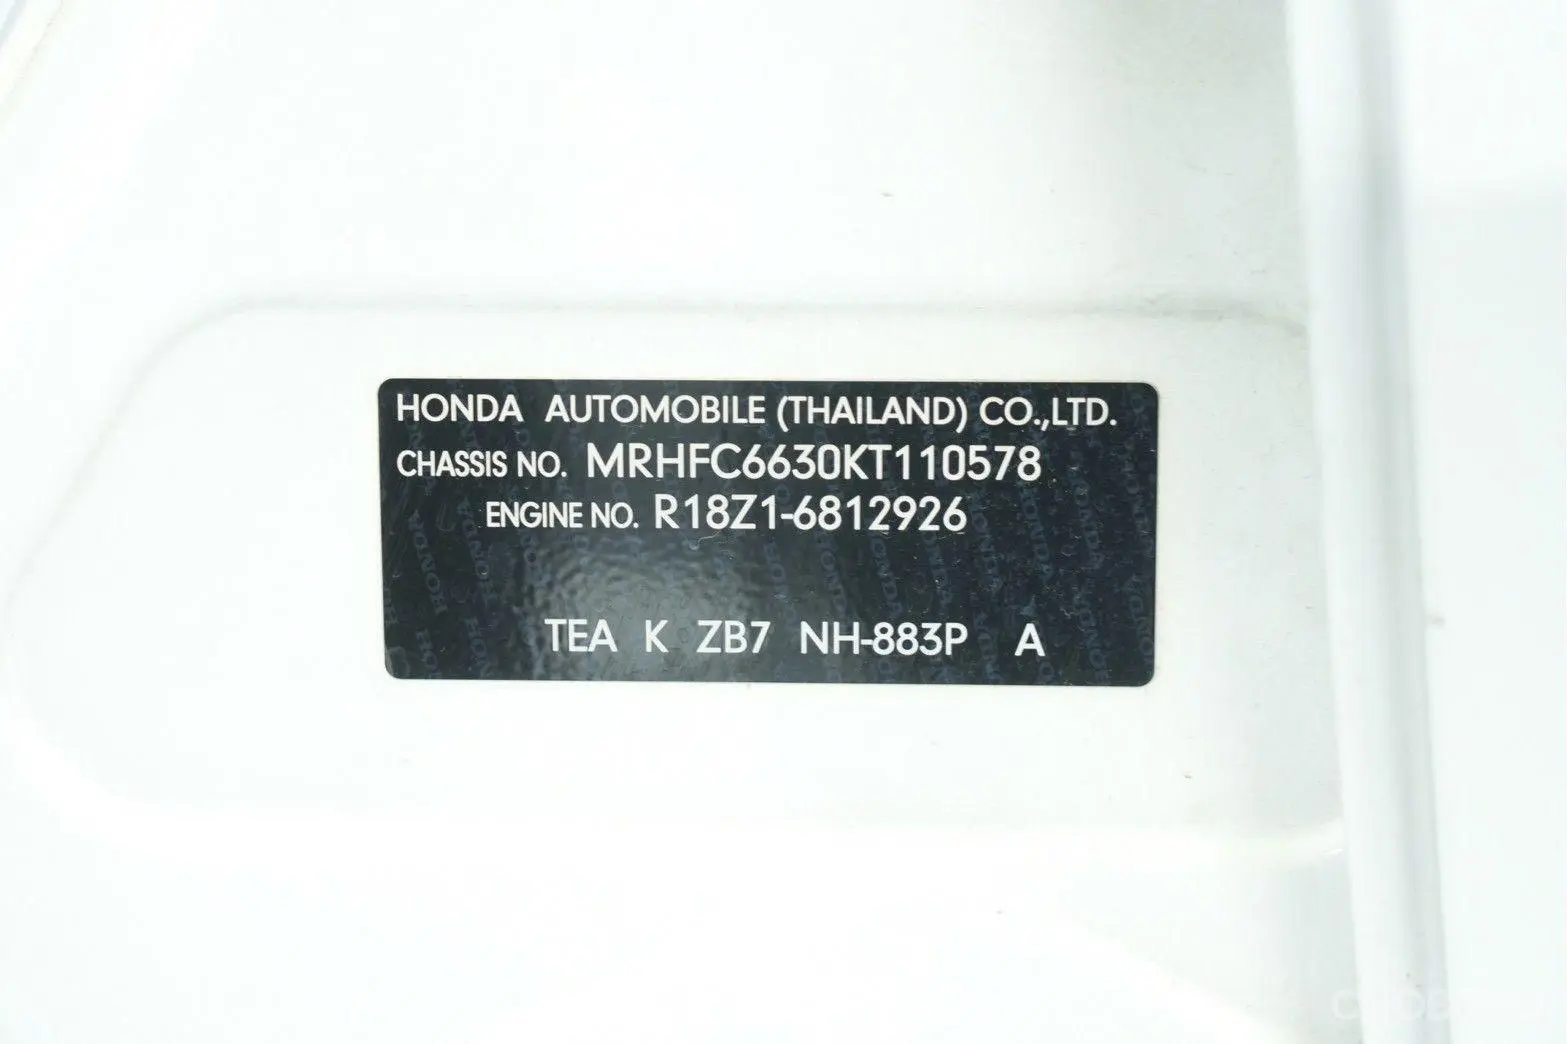 HONDA AUTOMOBILE (THAILAND) CO.,LTD.
CHASSIS NO. MRHFC6630KT110578
ENGINE NO. R18Z1-6812926
TEA K ZB7 NH-883P A